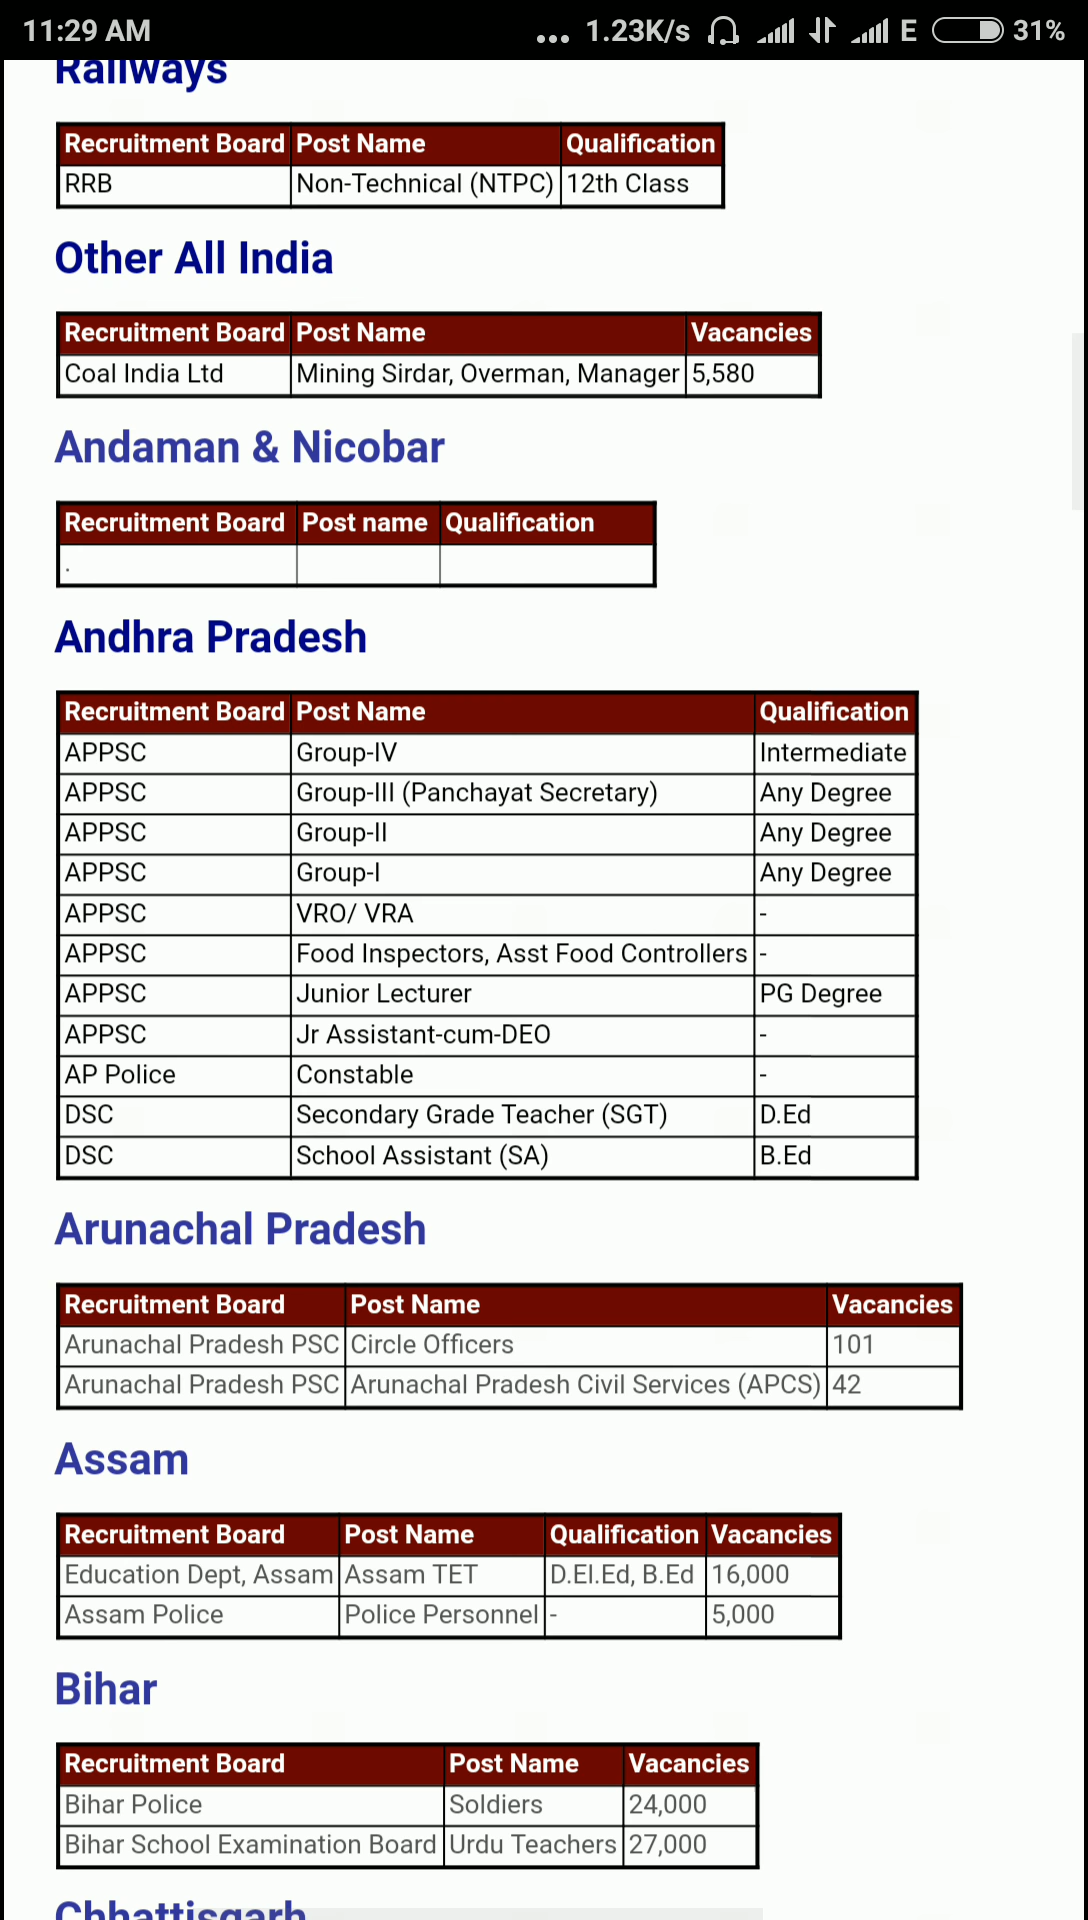 11:29 AM ... 1.23K/s E 31%
Railways
Recruitment Board Post Name Qualification
RRB Non-Technical (NTPC) 12th Class
Other All India
Recruitment Board Post Name Vacancies
Coal India Ltd Mining Sirdar, Overman, Manager 5,580
Andaman & Nicobar
Recruitment Board Post name Qualification
.
Andhra Pradesh
Recruitment Board Post Name Qualification
APPSC Group-IV Intermediate
APPSC Group-III (Panchayat Secretary) Any Degree
APPSC Group-II Any Degree
APPSC Group-I Any Degree
APPSC VRO/ VRA -
APPSC Food Inspectors, Asst Food Controllers -
APPSC Junior Lecturer PG Degree
APPSC Jr Assistant-cum-DEO -
AP Police Constable -
DSC Secondary Grade Teacher (SGT) D.Ed
DSC School Assistant (SA) B.Ed
Arunachal Pradesh
Recruitment Board Post Name Vacancies
Arunachal Pradesh PSC Circle Officers 101
Arunachal Pradesh PSC Arunachal Pradesh Civil Services (APCS) 42
Assam
Recruitment Board Post Name Qualification Vacancies
Education Dept, Assam Assam TET D.El.Ed, B.Ed 16,000
Assam Police Police Personnel - 5,000
Bihar
Recruitment Board Post Name Vacancies
Bihar Police Soldiers 24,000
Bihar School Examination Board Urdu Teachers 27,000
Chhattisgarh